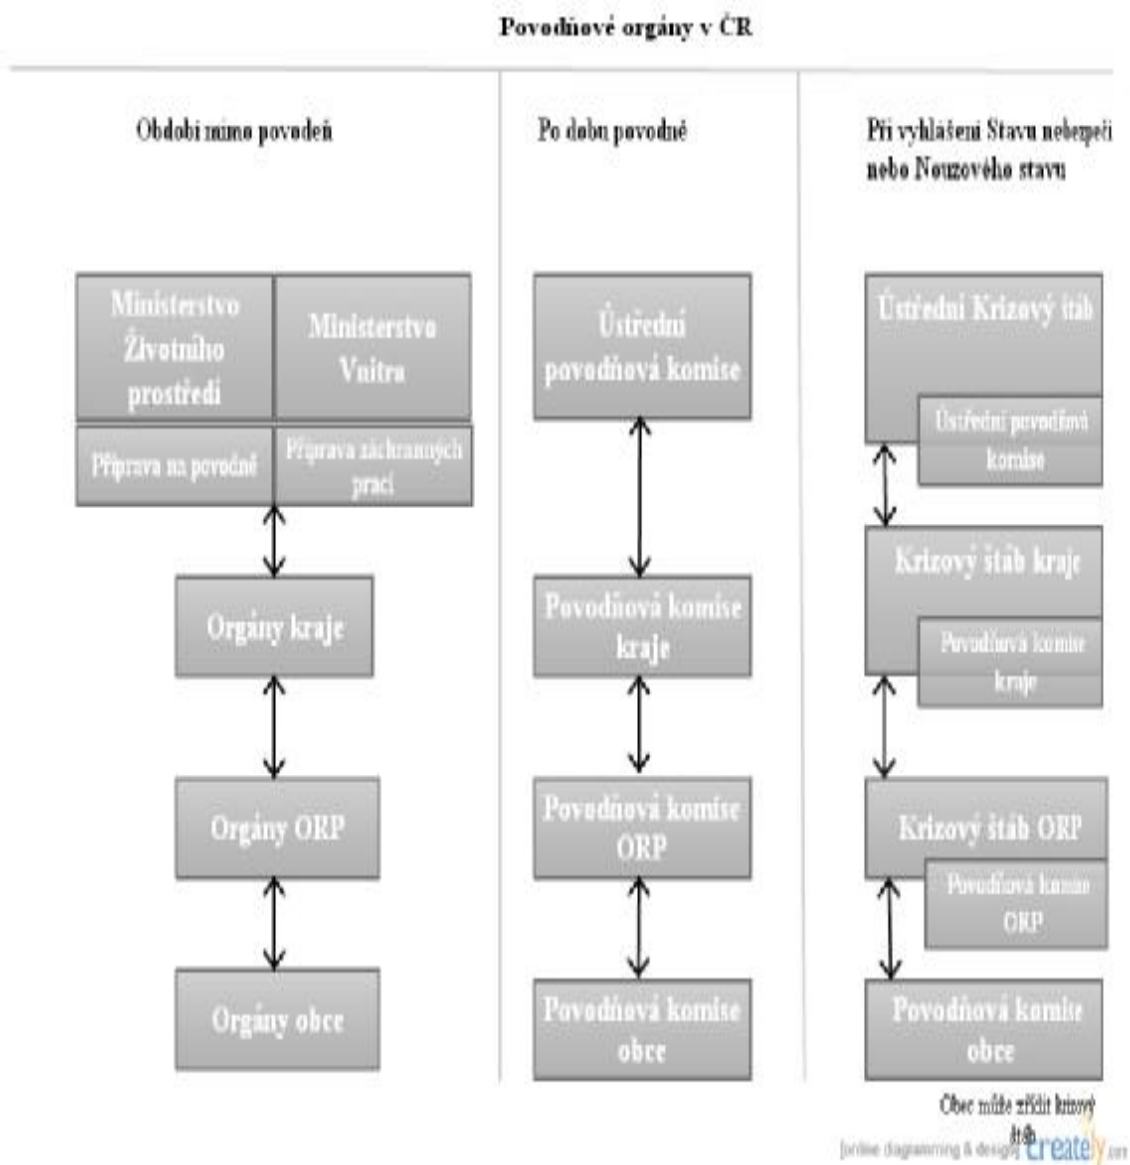 Povodňové orgány v ČR
Období mimo povodeň
Po dobu povodně
Při vyhlášení Stavu nebezpečí
nebo Nouzového stavu
Ministerstvo
Životního
prostředí
Ministerstvo
Vnitra
Příprava na povodně
Příprava záchranných
prací
Orgány kraje
Orgány ORP
Orgány obce
Ústřední
povodňová komise
Povodňová komise
kraje
Povodňová komise
ORP
Povodňová komise
obce
Ústřední Krizový štáb
Ústřední povodňová
komise
Krizový štáb kraje
Povodňová komise
kraje
Krizový štáb ORP
Povodňová komise
ORP
Povodňová komise
obce
Obec může zřídit krizový
štáb
[online diagramming & design] creately.com